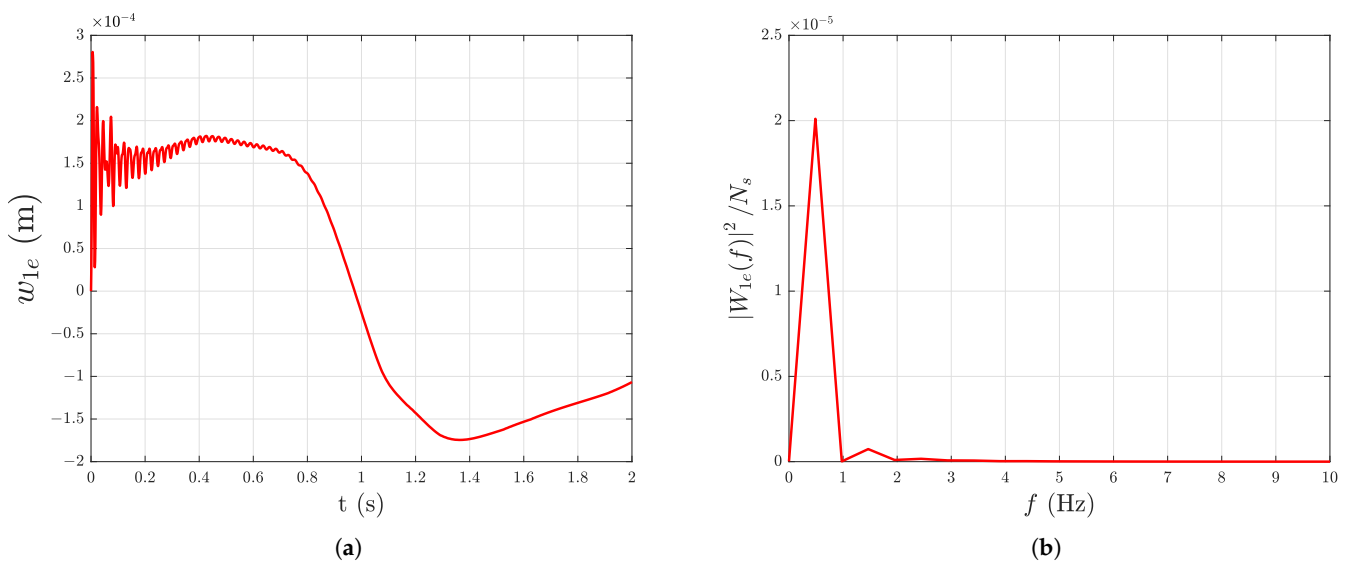 ×10⁻⁴
3
2.5
2
1.5
1
0.5
0
−0.5
−1
−1.5
−2
w₁ₑ (m)
0 0.2 0.4 0.6 0.8 1 1.2 1.4 1.6 1.8 2
t (s)
(a)
×10⁻⁵
2.5
2
1.5
1
0.5
0
|W₁ₑ(f)|² /Nₛ
0 1 2 3 4 5 6 7 8 9 10
f (Hz)
(b)